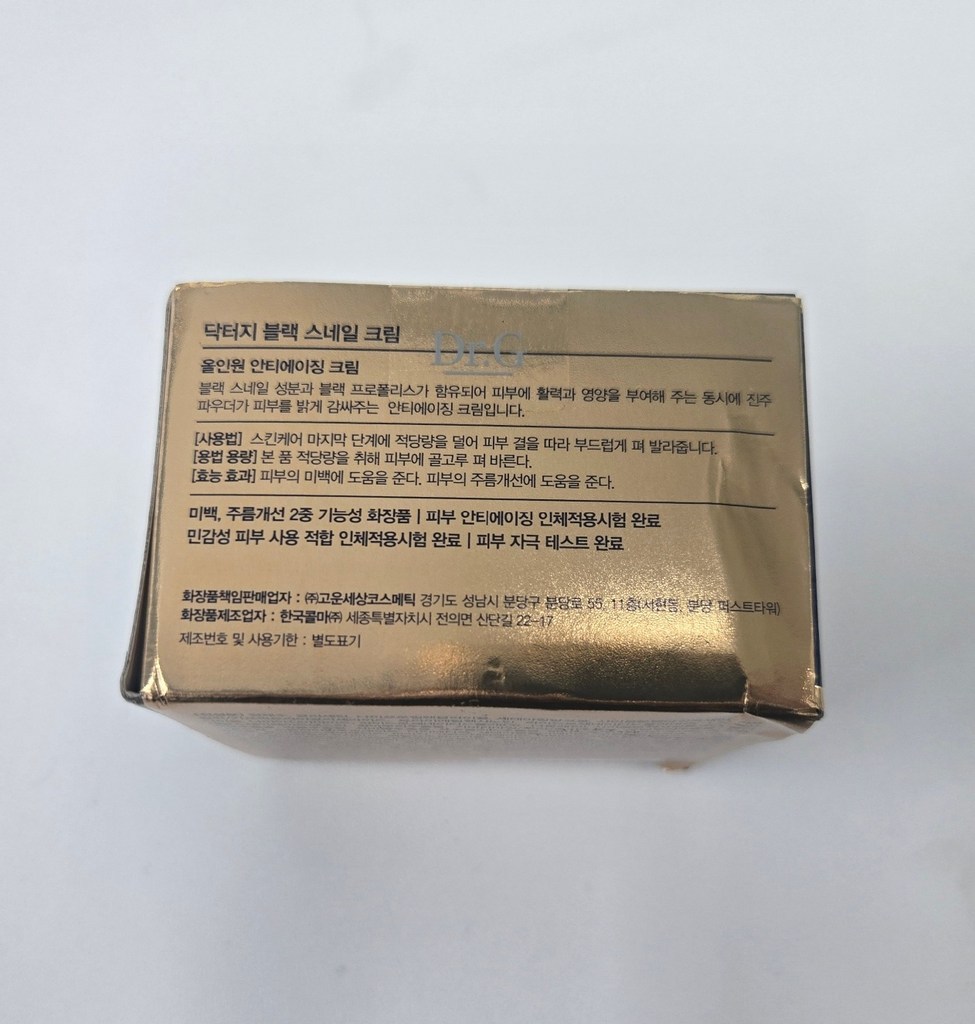 닥터지 블랙 스네일 크림
Dr.G
올인원 안티에이징 크림
블랙 스네일 성분과 블랙 프로폴리스가 함유되어 피부에 활력과 영양을 부여해 주는 동시에 진주
파우더가 피부를 밝게 감싸주는 안티에이징 크림입니다.
[사용법] 스킨케어 마지막 단계에 적당량을 덜어 피부 결을 따라 부드럽게 펴 발라줍니다.
[용법 용량] 본 품 적당량을 취해 피부에 골고루 펴 바른다.
[효능 효과] 피부의 미백에 도움을 준다. 피부의 주름개선에 도움을 준다.
미백, 주름개선 2중 기능성 화장품 | 피부 안티에이징 인체적용시험 완료
민감성 피부 사용 적합 인체적용시험 완료 | 피부 자극 테스트 완료
화장품책임판매업자 : ㈜고운세상코스메틱 경기도 성남시 분당구 분당로 55, 11층(서현동, 분당 퍼스트타워)
화장품제조업자 : 한국콜마㈜ 세종특별자치시 전의면 산단길 22-17
제조번호 및 사용기한 : 별도표기